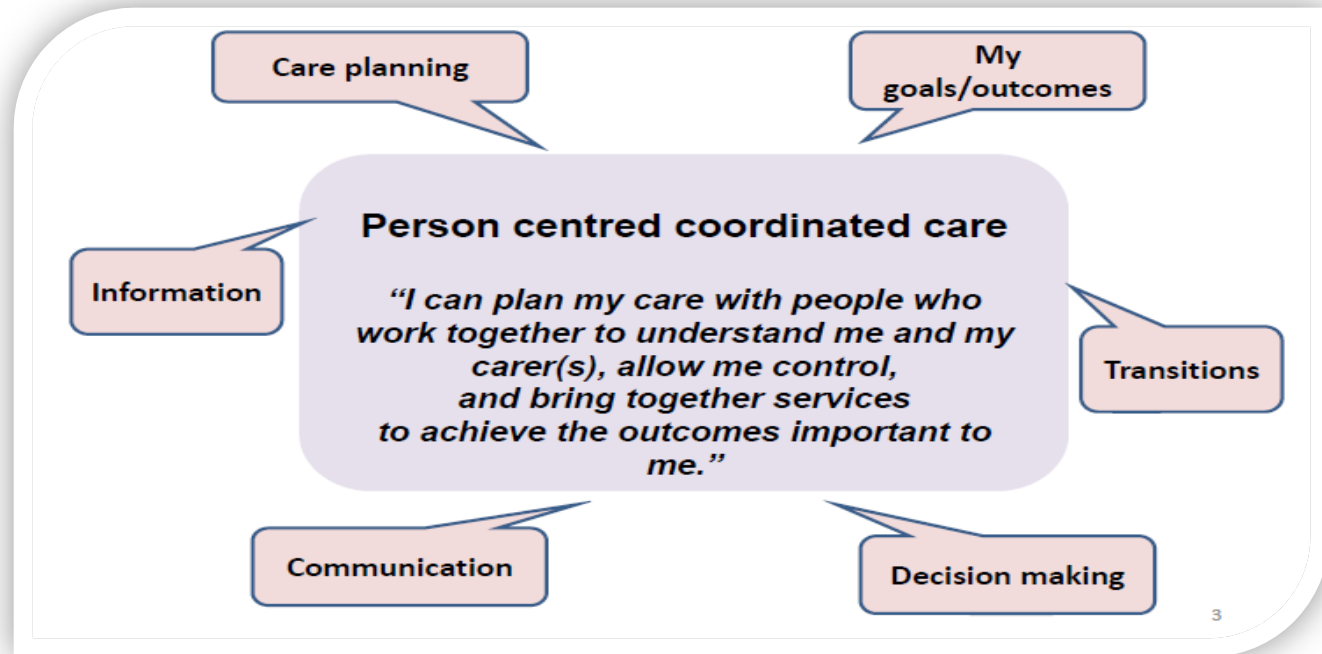 Care planning
My
goals/outcomes
Person centred coordinated care
“I can plan my care with people who
work together to understand me and my
carer(s), allow me control,
and bring together services
to achieve the outcomes important to
me.”
Information
Transitions
Communication
Decision making
3